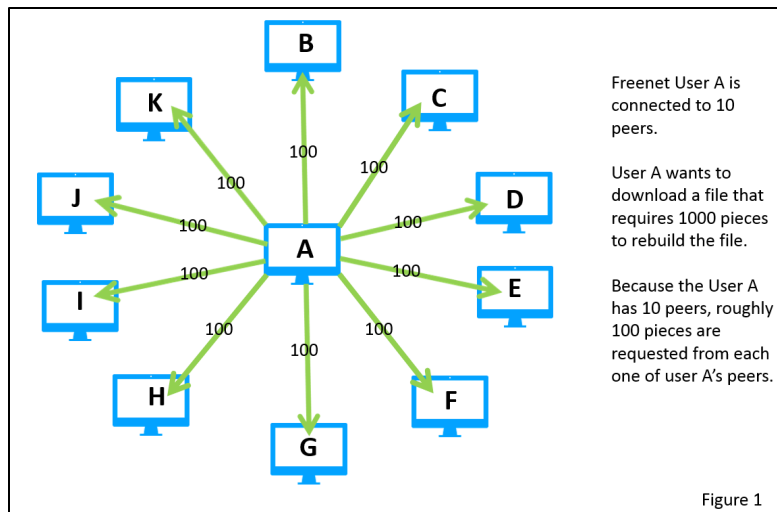 B
K
C
Freenet User A is
connected to 10
peers.
100
100
100
User A wants to
download a file that
requires 1000 pieces
to rebuild the file.
J
D
100
100
A
100
100
I
E
Because the User A
has 10 peers, roughly
100 pieces are
requested from each
one of user A’s peers.
100
100
100
H
F
G
Figure 1